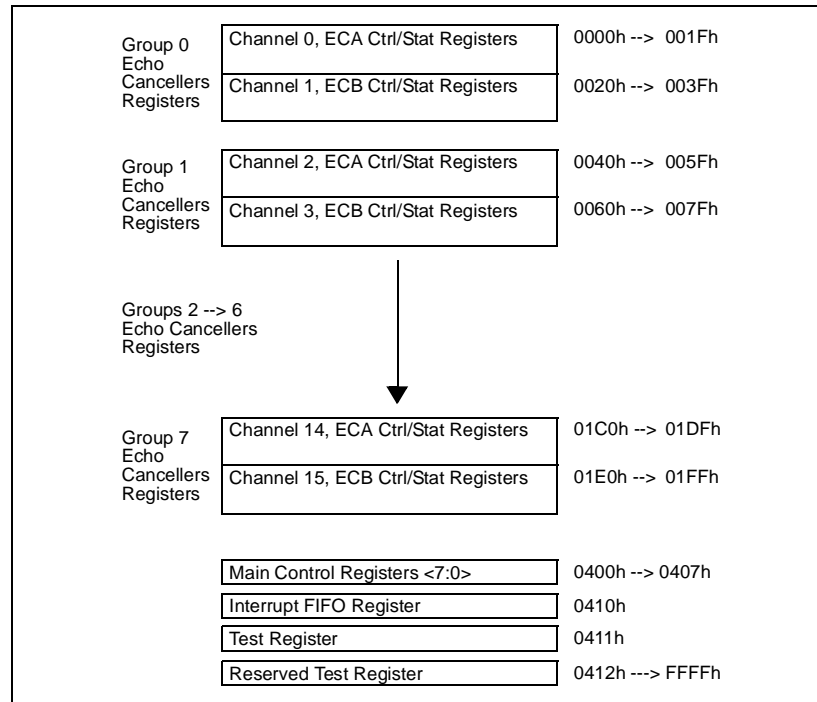 Group 0
Echo
Cancellers
Registers
Channel 0, ECA Ctrl/Stat Registers
0000h --> 001Fh
Channel 1, ECB Ctrl/Stat Registers
0020h --> 003Fh
Group 1
Echo
Cancellers
Registers
Channel 2, ECA Ctrl/Stat Registers
0040h --> 005Fh
Channel 3, ECB Ctrl/Stat Registers
0060h --> 007Fh
Groups 2 --> 6
Echo Cancellers
Registers
Group 7
Echo
Cancellers
Registers
Channel 14, ECA Ctrl/Stat Registers
01C0h --> 01DFh
Channel 15, ECB Ctrl/Stat Registers
01E0h --> 01FFh
Main Control Registers <7:0>
0400h --> 0407h
Interrupt FIFO Register
0410h
Test Register
0411h
Reserved Test Register
0412h ---> FFFFh